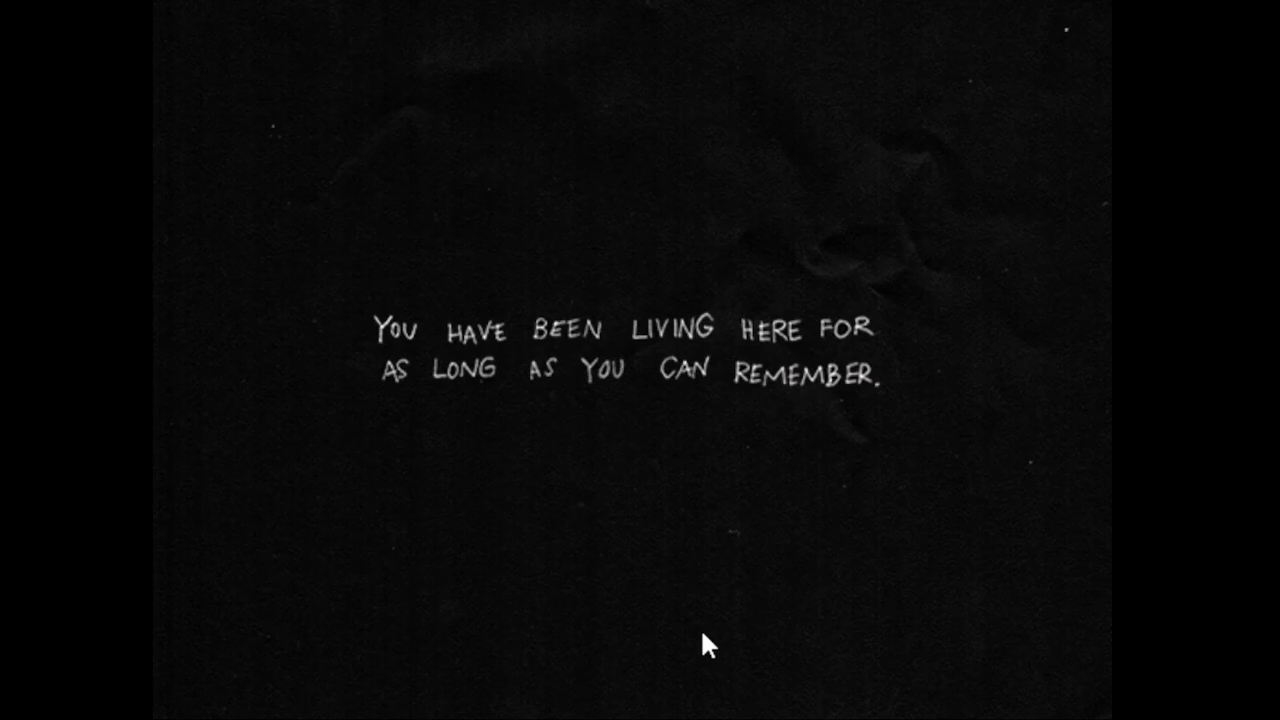 YOU HAVE BEEN LIVING HERE FOR
AS LONG AS YOU CAN REMEMBER.